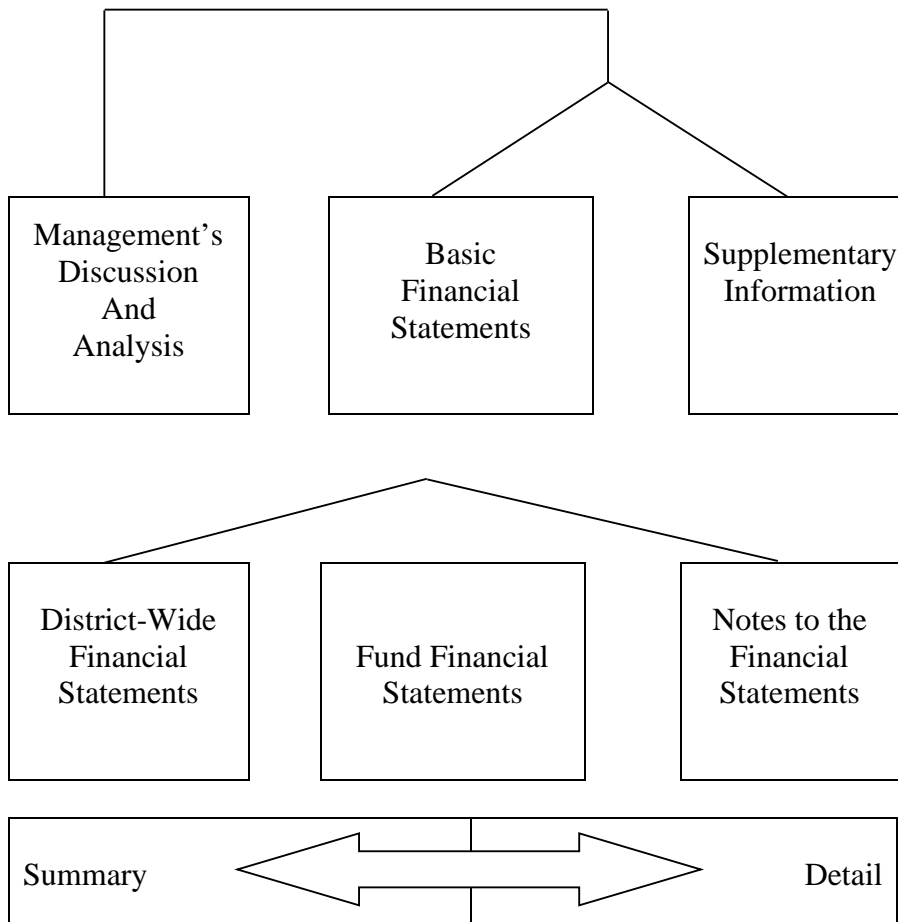 Management’s
Discussion
And
Analysis
Basic
Financial
Statements
Supplementary
Information
District-Wide
Financial
Statements
Fund Financial
Statements
Notes to the
Financial
Statements
Summary
Detail